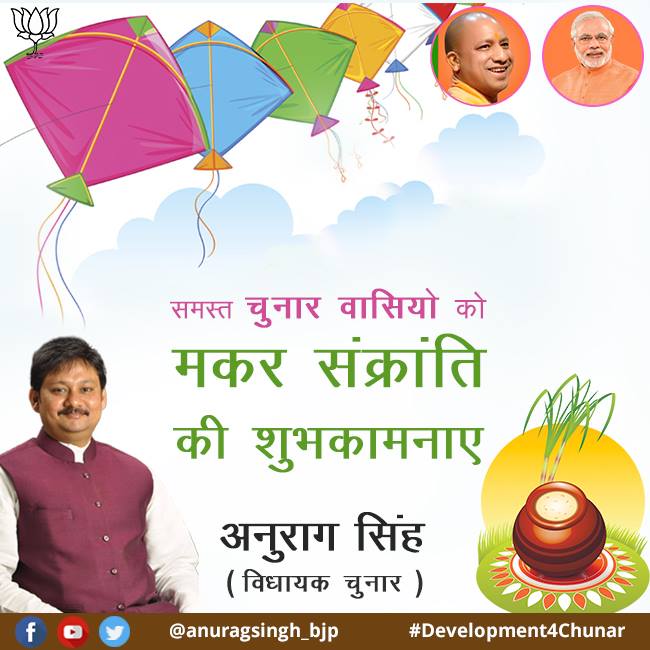 समस्त चुनार वासियो को
मकर संक्रांति
की शुभकामनाए
अनुराग सिंह
( विधायक चुनार )
@anuragsingh_bjp #Development4Chunar